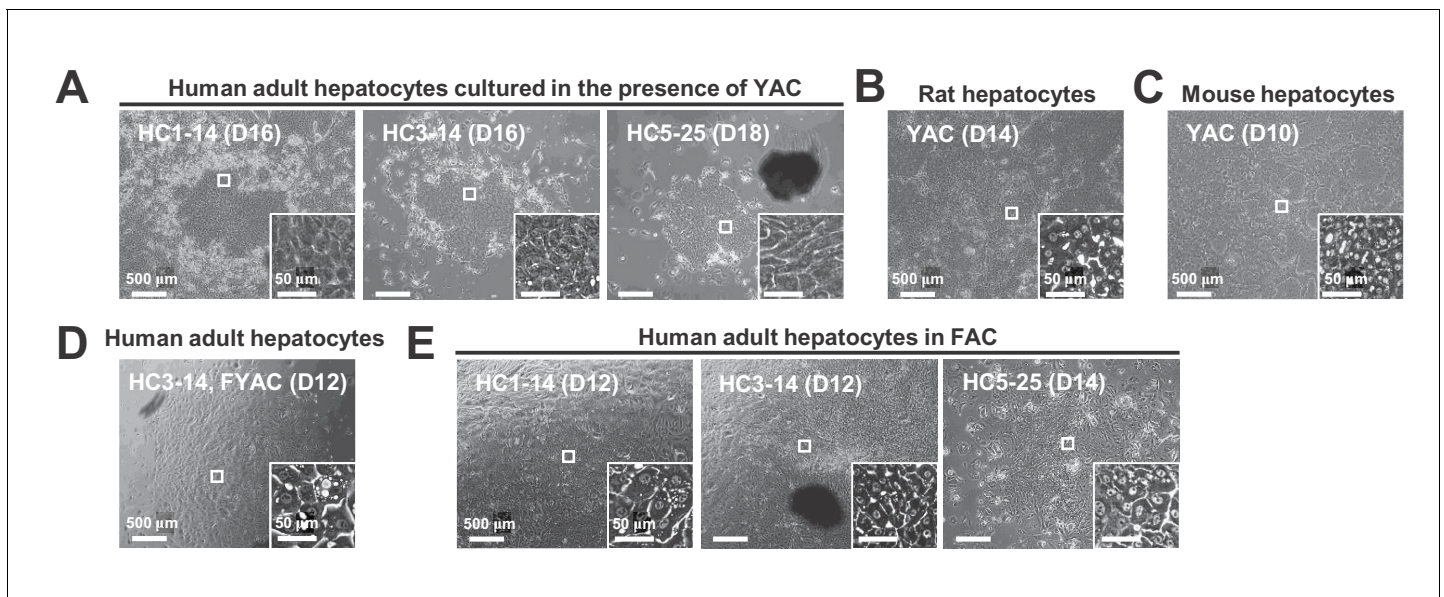 A
Human adult hepatocytes cultured in the presence of YAC
HC1-14 (D16)
500 μm
50 μm
HC3-14 (D16)
HC5-25 (D18)
B
Rat hepatocytes
YAC (D14)
500 μm
50 μm
C
Mouse hepatocytes
YAC (D10)
500 μm
50 μm
D
Human adult hepatocytes
HC3-14, FYAC (D12)
500 μm
50 μm
E
Human adult hepatocytes in FAC
HC1-14 (D12)
500 μm
50 μm
HC3-14 (D12)
HC5-25 (D14)